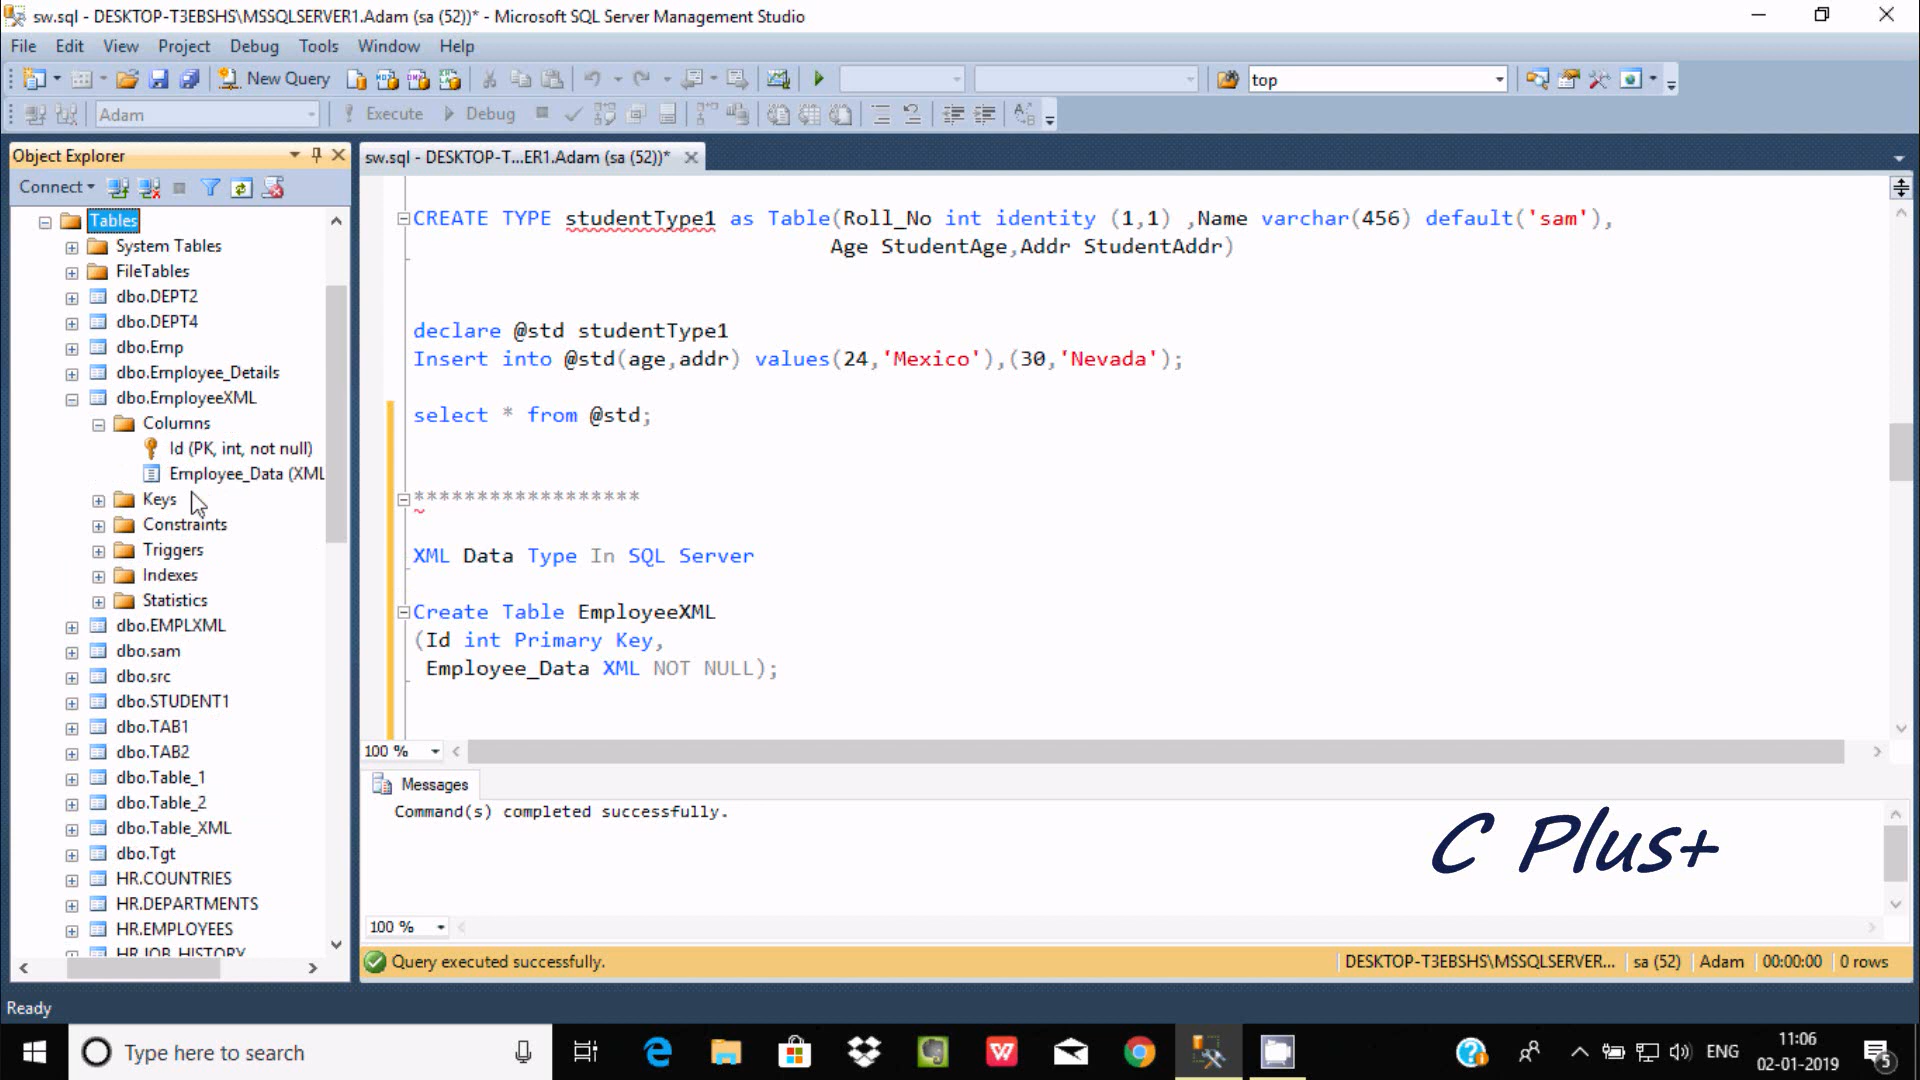 sw.sql - DESKTOP-T3EBSHS\MSSQLSERVER1.Adam (sa (52))* - Microsoft SQL Server Management Studio
File Edit View Project Debug Tools Window Help
New Query top
Adam Execute Debug
Object Explorer
Connect
Tables
System Tables
FileTables
dbo.DEPT2
dbo.DEPT4
dbo.Emp
dbo.Employee_Details
dbo.EmployeeXML
Columns
Id (PK, int, not null)
Employee_Data (XML
Keys
Constraints
Triggers
Indexes
Statistics
dbo.EMPLXML
dbo.sam
dbo.src
dbo.STUDENT1
dbo.TAB1
dbo.TAB2
dbo.Table_1
dbo.Table_2
dbo.Table_XML
dbo.Tgt
HR.COUNTRIES
HR.DEPARTMENTS
HR.EMPLOYEES
HR.JOB_HISTORY
sw.sql - DESKTOP-T...ER1.Adam (sa (52))*
CREATE TYPE studentType1 as Table(Roll_No int identity (1,1) ,Name varchar(456) default('sam'),
Age StudentAge,Addr StudentAddr)
declare @std studentType1
Insert into @std(age,addr) values(24,'Mexico'),(30,'Nevada');
select * from @std;
******************
XML Data Type In SQL Server
Create Table EmployeeXML
(Id int Primary Key,
Employee_Data XML NOT NULL);
100 %
Messages
Command(s) completed successfully.
C Plus+
100 %
Query executed successfully. DESKTOP-T3EBSHS\MSSQLSERVER... sa (52) Adam 00:00:00 0 rows
Ready
Type here to search
ENG
11:06
02-01-2019
5